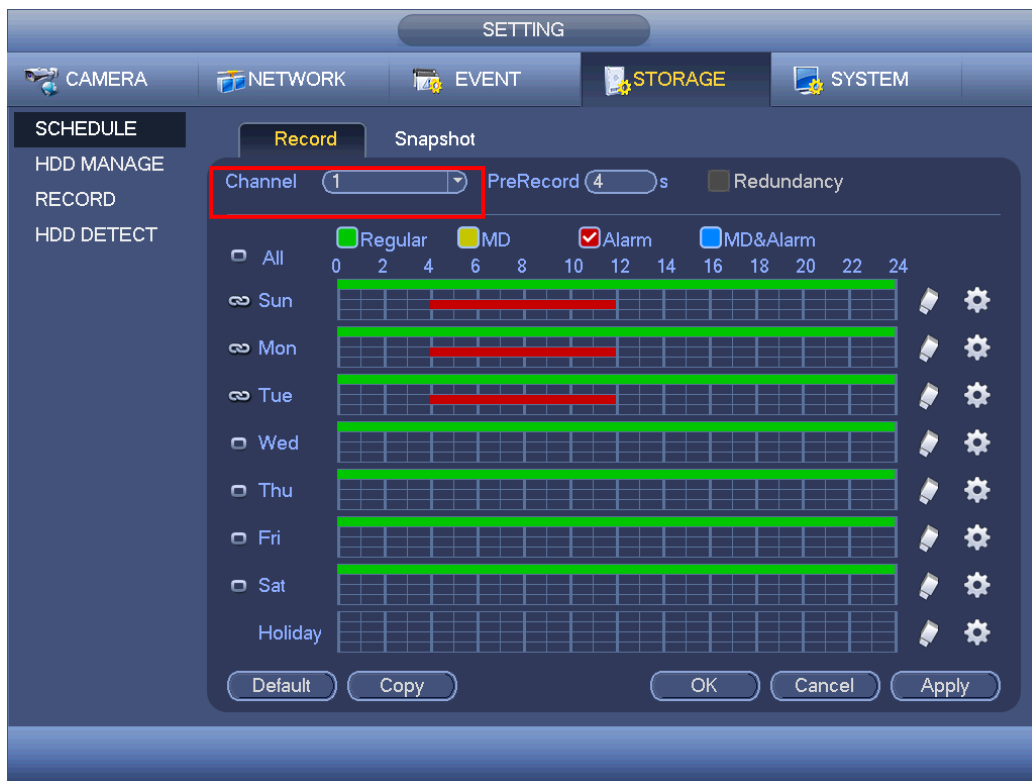 SETTING
CAMERA NETWORK EVENT STORAGE SYSTEM
SCHEDULE
HDD MANAGE
RECORD
HDD DETECT
Record Snapshot
Channel 1 PreRecord 4 s Redundancy
Regular MD Alarm MD&Alarm
All 0 2 4 6 8 10 12 14 16 18 20 22 24
Sun
Mon
Tue
Wed
Thu
Fri
Sat
Holiday
Default Copy OK Cancel Apply